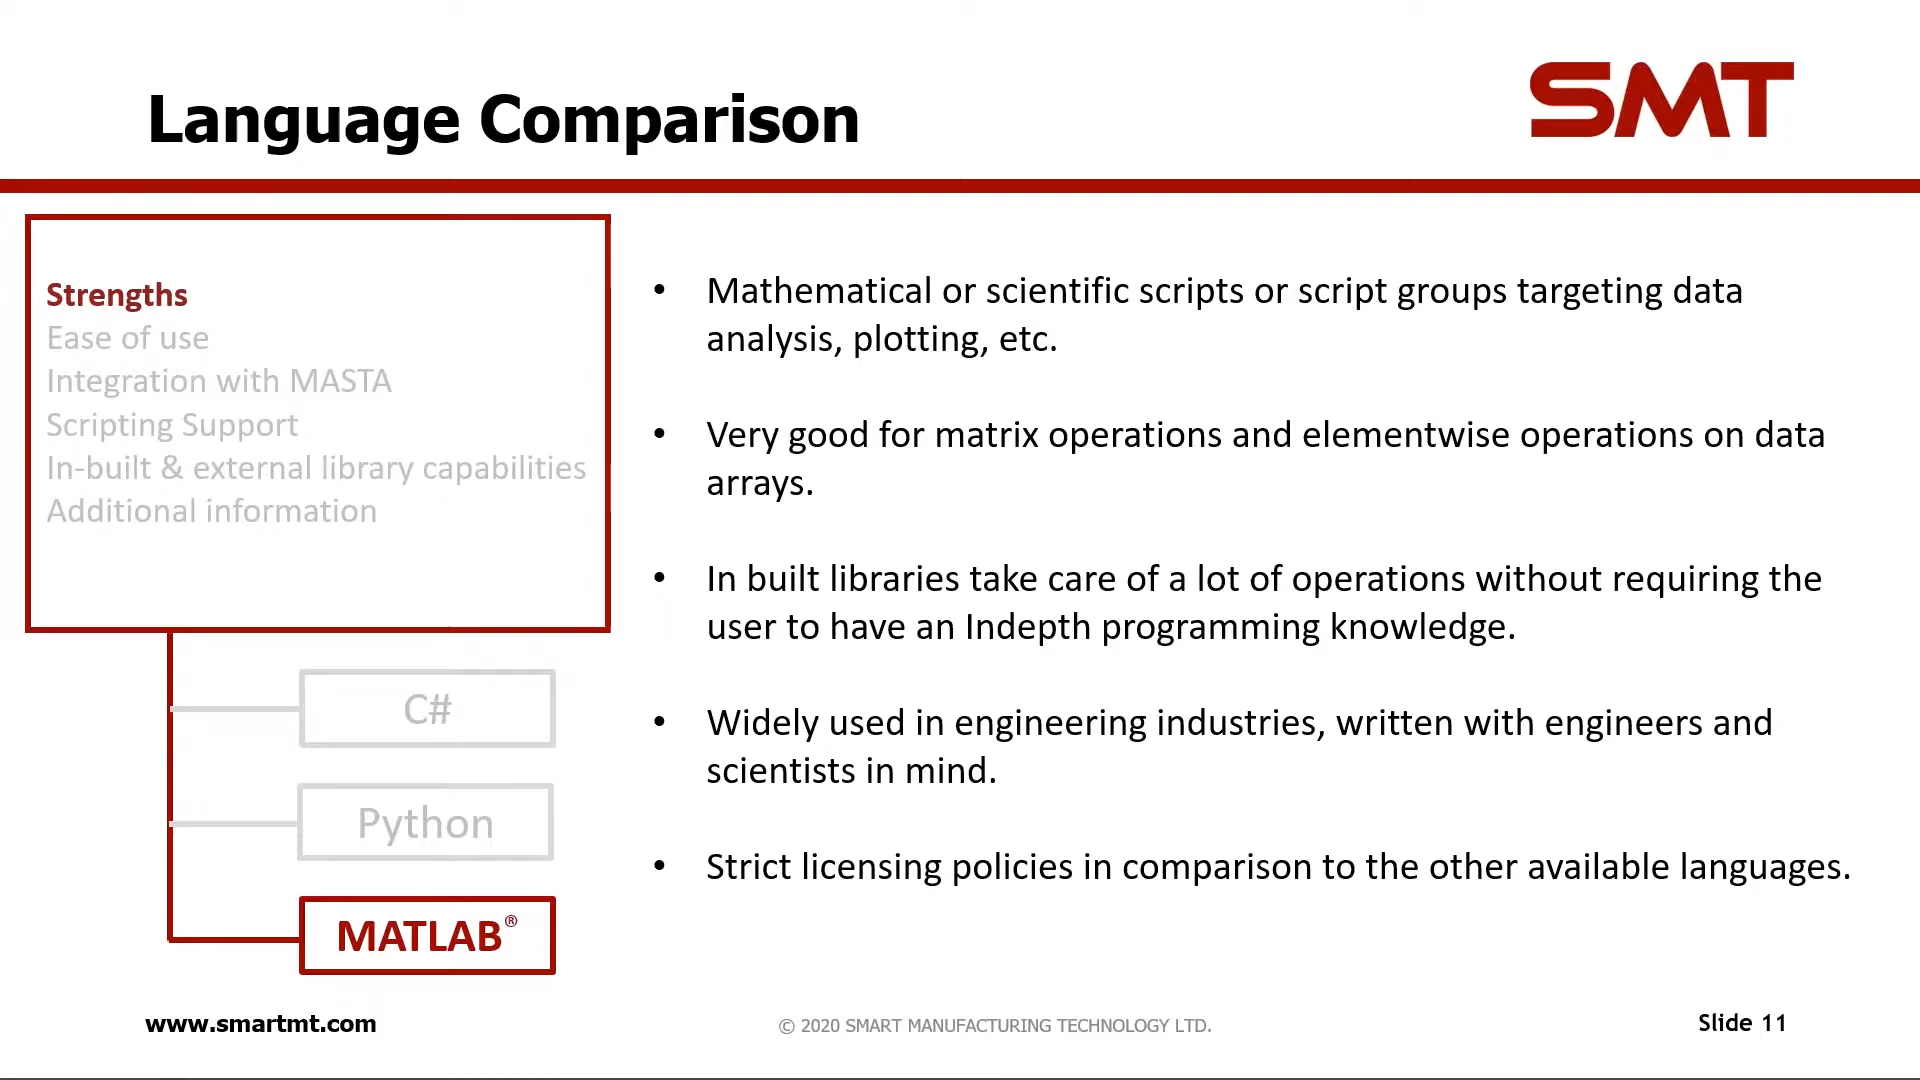 Language Comparison
SMT
Strengths
Ease of use
Integration with MASTA
Scripting Support
In-built & external library capabilities
Additional information
• Mathematical or scientific scripts or script groups targeting data
analysis, plotting, etc.
• Very good for matrix operations and elementwise operations on data
arrays.
• In built libraries take care of a lot of operations without requiring the
user to have an Indepth programming knowledge.
• Widely used in engineering industries, written with engineers and
scientists in mind.
• Strict licensing policies in comparison to the other available languages.
C#
Python
MATLAB®
www.smartmt.com
© 2020 SMART MANUFACTURING TECHNOLOGY LTD.
Slide 11